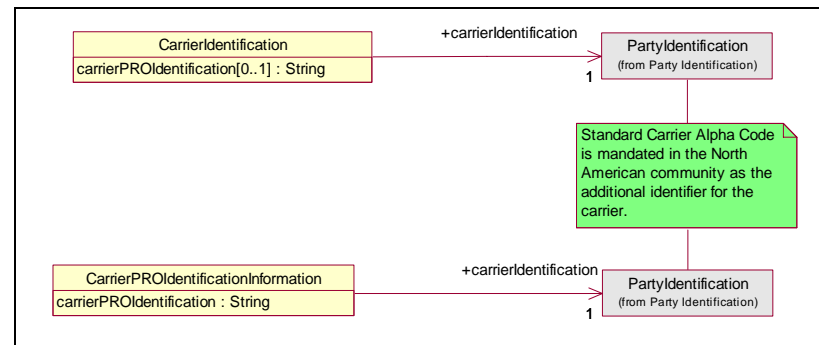 CarrierIdentification
carrierPROIdentification[0..1] : String
+carrierIdentification
1
PartyIdentification
(from Party Identification)
Standard Carrier Alpha Code
is mandated in the North
American community as the
additional identifier for the
carrier.
CarrierPROIdentificationInformation
carrierPROIdentification : String
+carrierIdentification
1
PartyIdentification
(from Party Identification)